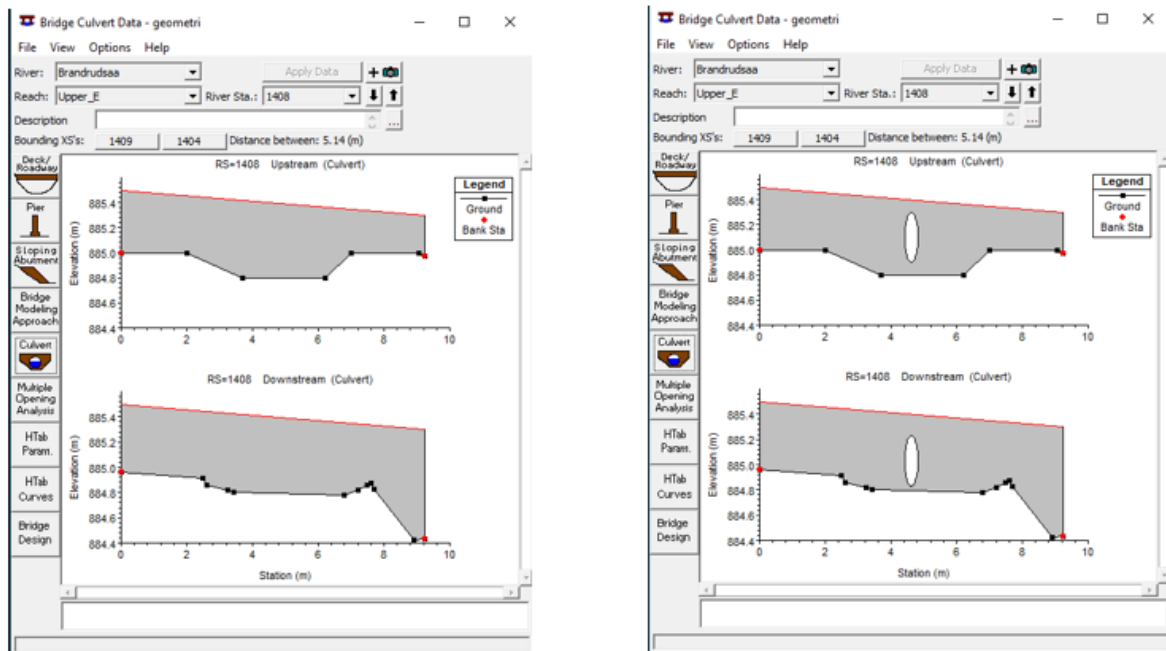 Bridge Culvert Data - geometri
File View Options Help
River: Brandrudsaa Apply Data
Reach: Upper_E River Sta.: 1408
Description ...
Bounding XS's: 1409 1404 Distance between: 5.14 (m)
Deck/
Roadway
Pier
Sloping
Abutment
Bridge
Modeling
Approach
Culvert
Multiple
Opening
Analysis
HTab
Param.
HTab
Curves
Bridge
Design
RS=1408 Upstream (Culvert)
Elevation (m)
885.4
885.2
885.0
884.8
884.6
884.4
0 2 4 6 8 10
Legend
Ground
Bank Sta
RS=1408 Downstream (Culvert)
Elevation (m)
885.4
885.2
885.0
884.8
884.6
884.4
0 2 4 6 8 10
Station (m)
Bridge Culvert Data - geometri
File View Options Help
River: Brandrudsaa Apply Data
Reach: Upper_E River Sta.: 1408
Description ...
Bounding XS's: 1409 1404 Distance between: 5.14 (m)
Deck/
Roadway
Pier
Sloping
Abutment
Bridge
Modeling
Approach
Culvert
Multiple
Opening
Analysis
HTab
Param.
HTab
Curves
Bridge
Design
RS=1408 Upstream (Culvert)
Elevation (m)
885.4
885.2
885.0
884.8
884.6
884.4
0 2 4 6 8 10
Legend
Ground
Bank Sta
RS=1408 Downstream (Culvert)
Elevation (m)
885.4
885.2
885.0
884.8
884.6
884.4
0 2 4 6 8 10
Station (m)